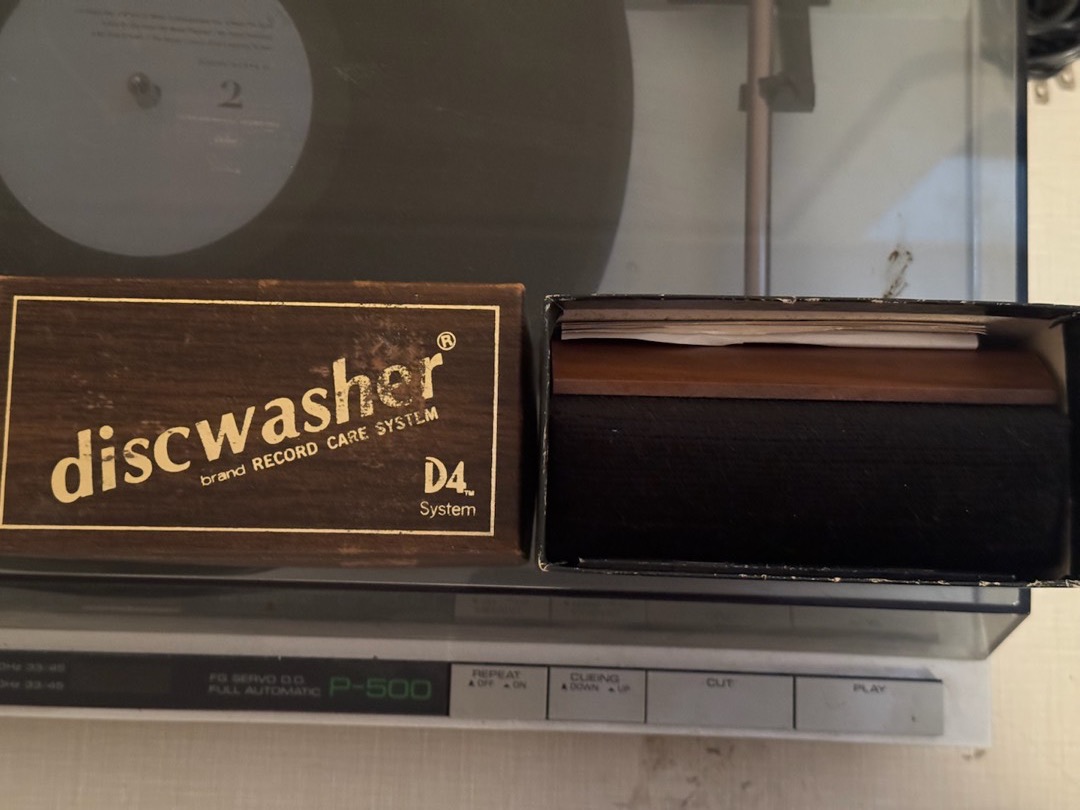 2
discwasher®
brand RECORD CARE SYSTEM
D4™
System
FG SERVO D.D.
FULL AUTOMATIC P-500
REPEAT
▲OFF ▲ON
CUEING
▲DOWN ▲UP
CUT
PLAY